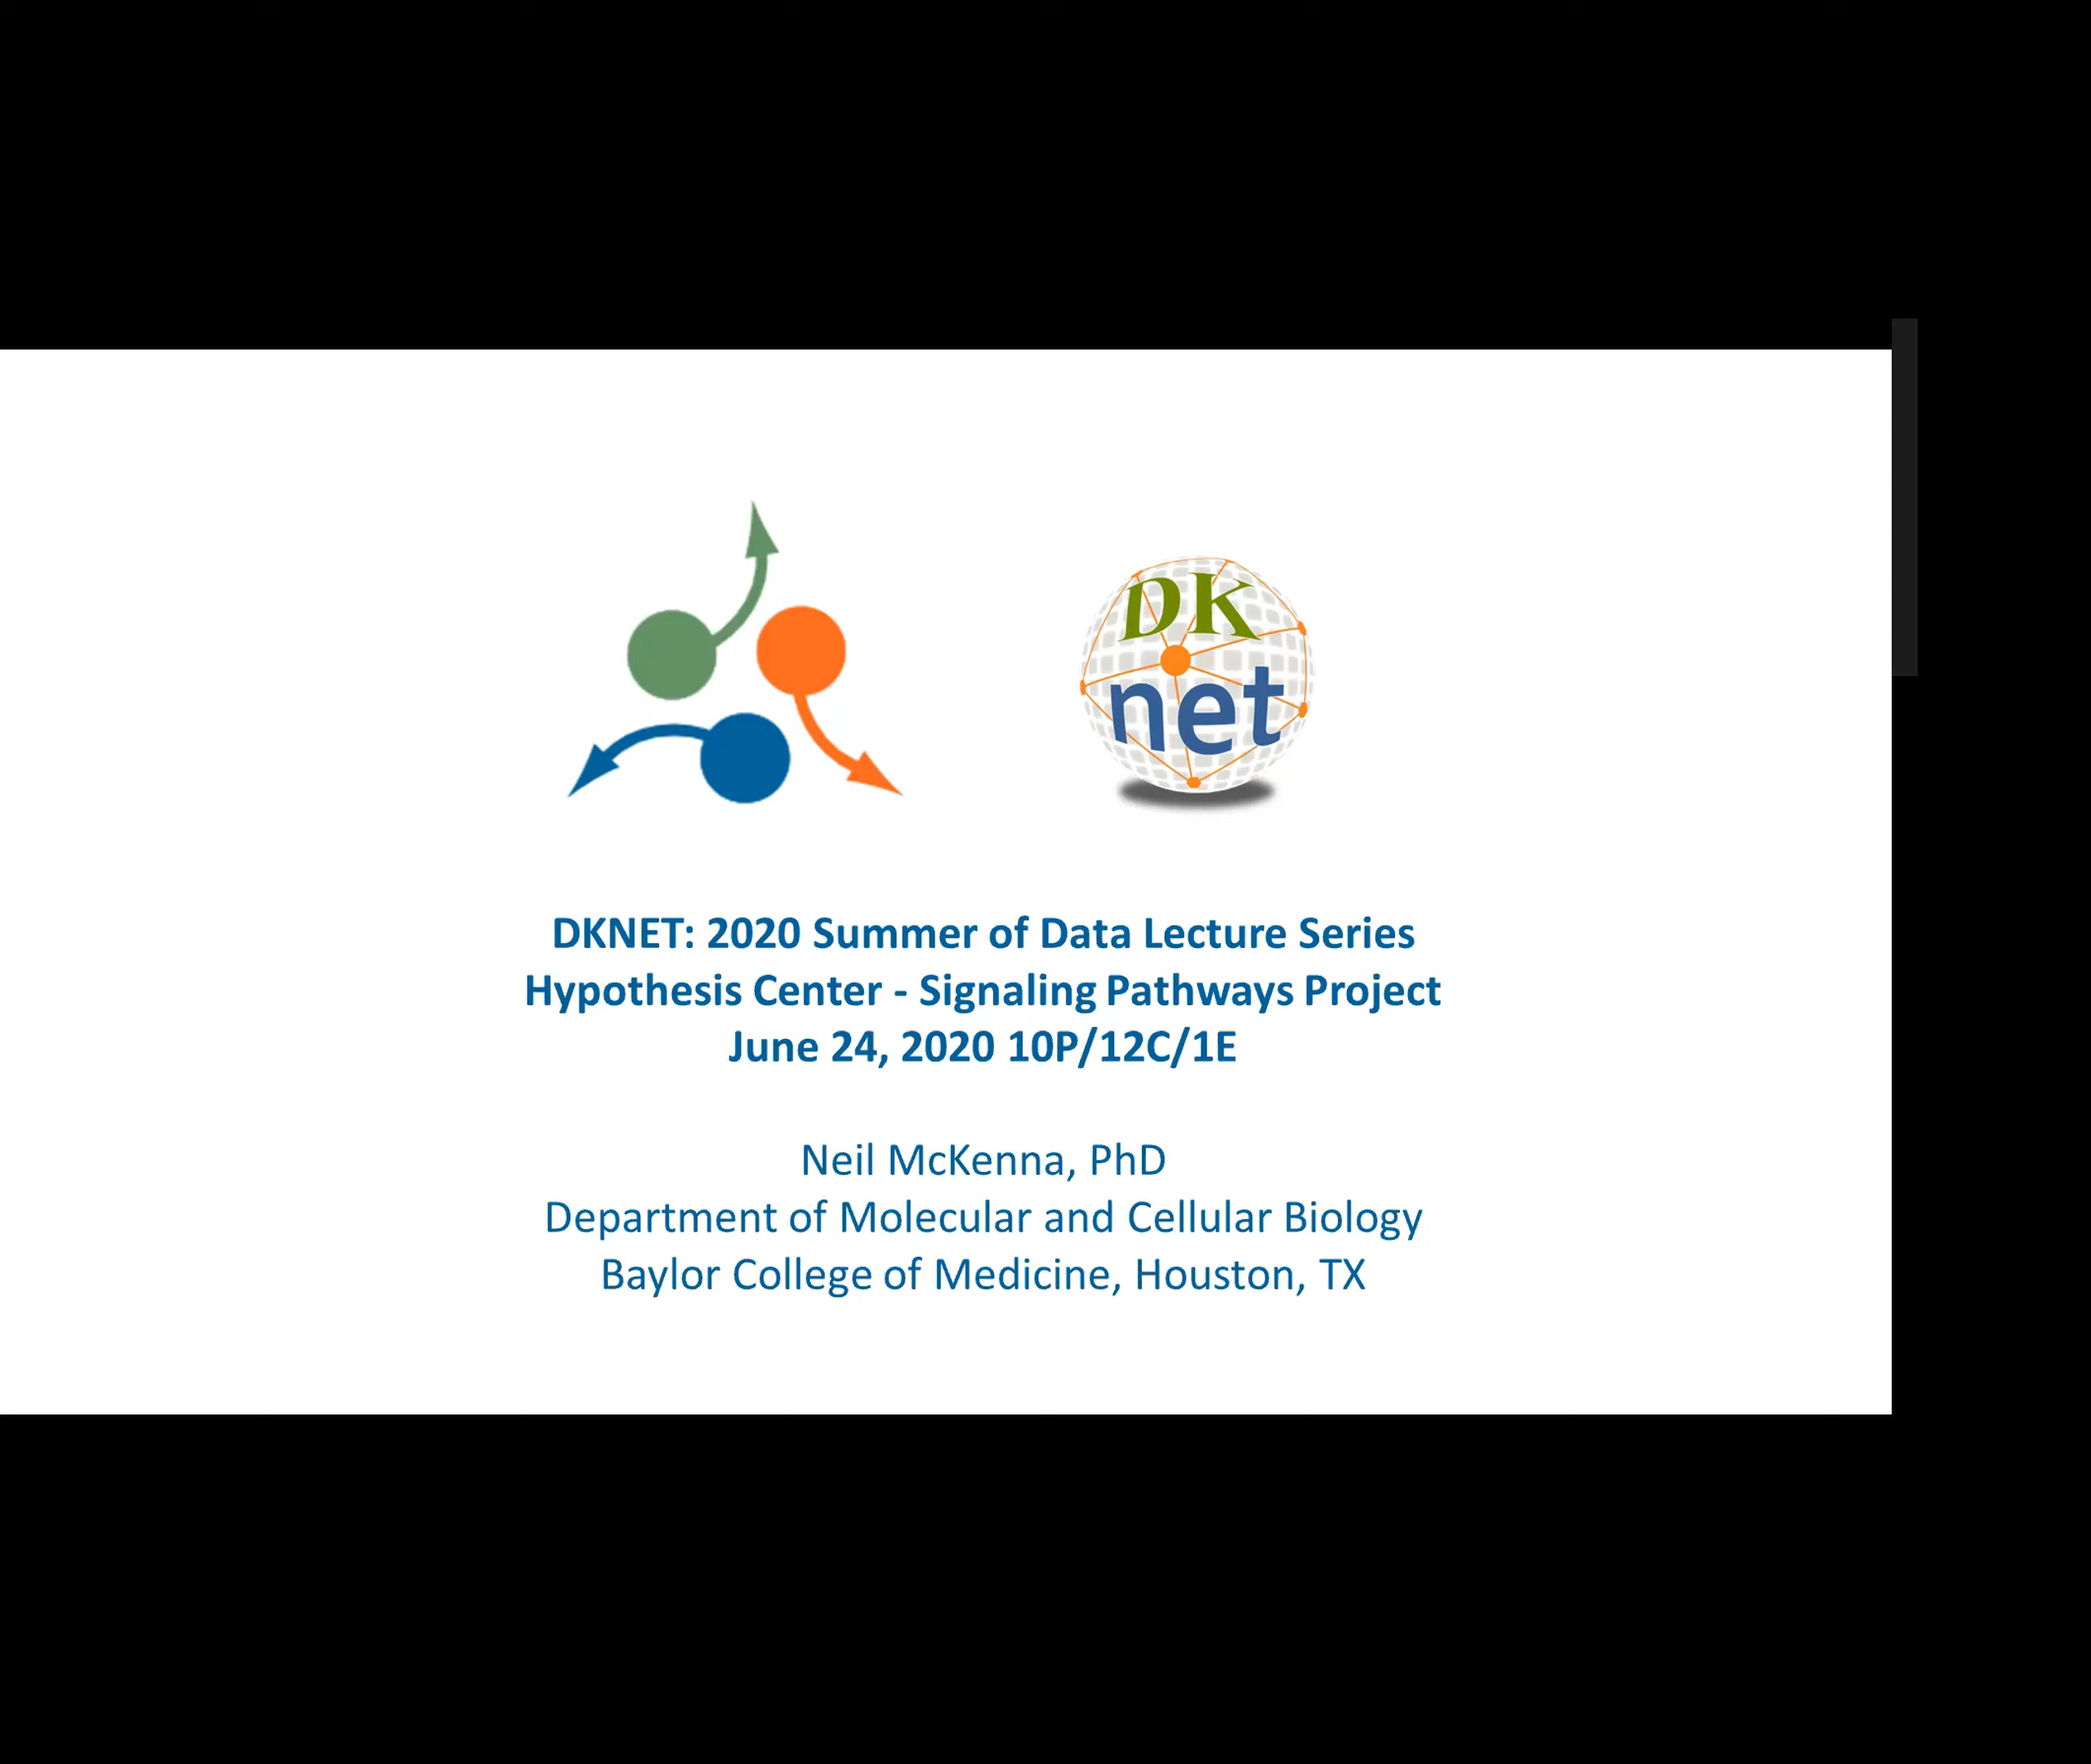 DK
net
DKNET: 2020 Summer of Data Lecture Series
Hypothesis Center - Signaling Pathways Project
June 24, 2020 10P/12C/1E
Neil McKenna, PhD
Department of Molecular and Cellular Biology
Baylor College of Medicine, Houston, TX